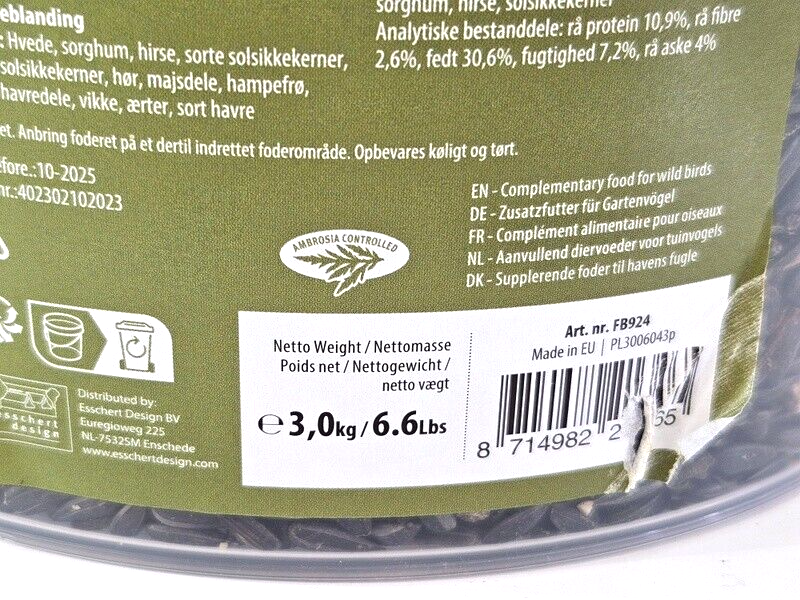 eblanding
: Hvede, sorghum, hirse, sorte solsikkekerner,
solsikkekerner, hør, majsdele, hampefrø,
havredele, vikke, ærter, sort havre
sorghum, hirse, solsikkekerner
Analytiske bestanddele: rå protein 10,9%, rå fibre
2,6%, fedt 30,6%, fugtighed 7,2%, rå aske 4%
et. Anbring foderet på et dertil indrettet foderområde. Opbevares køligt og tørt.
efore.:10-2025
nr.:402302102023
AMBROSIA CONTROLLED
EN - Complementary food for wild birds
DE - Zusatzfutter für Gartenvögel
FR - Complément alimentaire pour oiseaux
NL - Aanvullend diervoeder voor tuinvogels
DK - Supplerende foder til havens fugle
esschert
design
Distributed by:
Esschert Design BV
Euregioweg 225
NL-7532SM Enschede
www.esschertdesign.com
Netto Weight / Nettomasse
Poids net / Nettogewicht /
netto vægt
℮ 3,0kg / 6.6Lbs
Art. nr. FB924
Made in EU | PL3006043p
8 714982 2 65